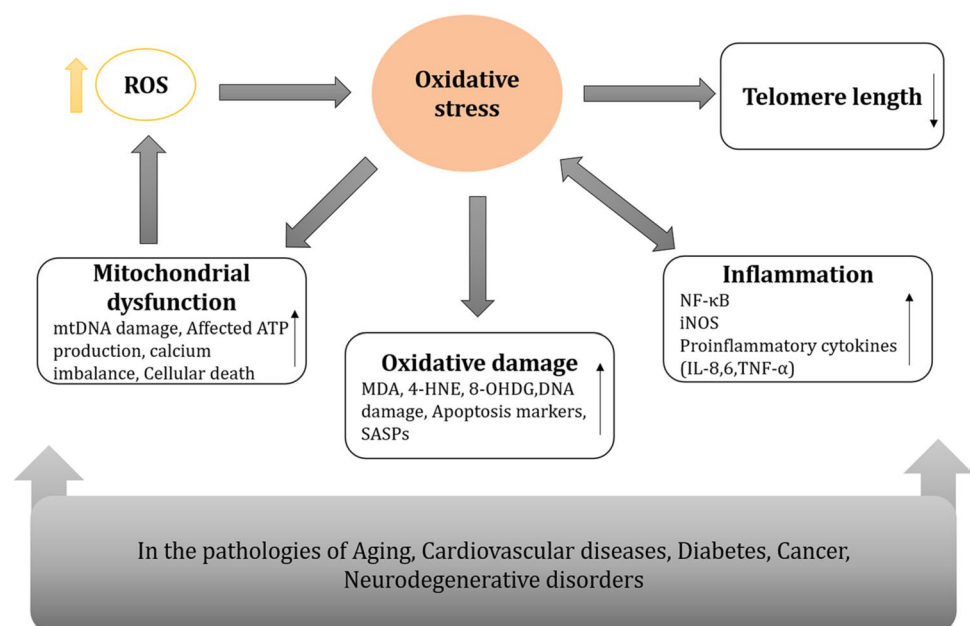 ROS
Oxidative
stress
Telomere length
Mitochondrial
dysfunction
mtDNA damage, Affected ATP
production, calcium
imbalance, Cellular death
Oxidative damage
MDA, 4-HNE, 8-OHDG,DNA
damage, Apoptosis markers,
SASPs
Inflammation
NF-κB
iNOS
Proinflammatory cytokines
(IL-8,6,TNF-α)
In the pathologies of Aging, Cardiovascular diseases, Diabetes, Cancer,
Neurodegenerative disorders